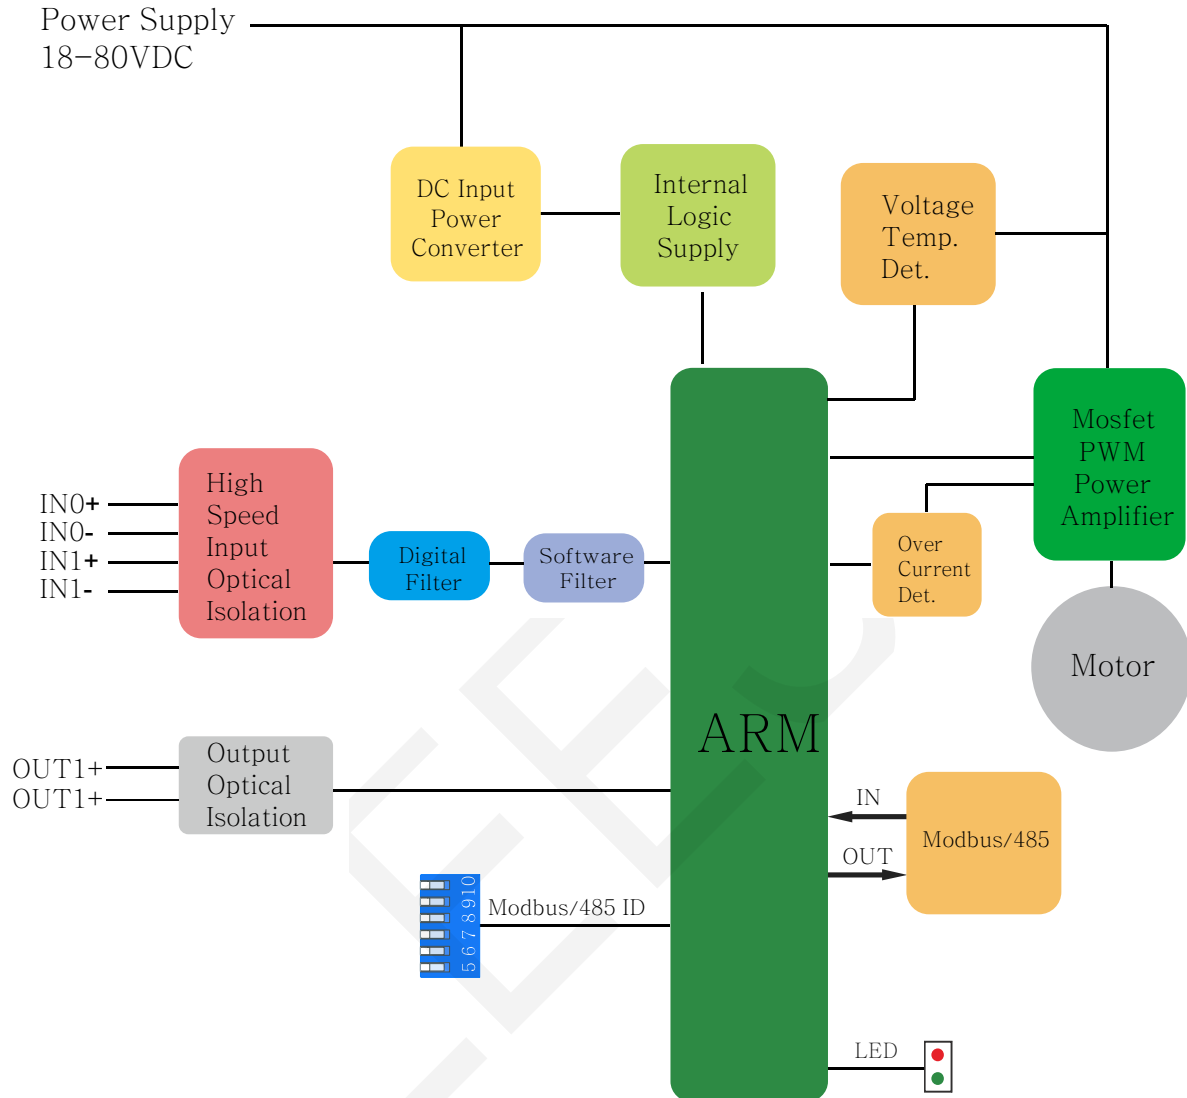 Power Supply
18-80VDC
DC Input
Power
Converter
Internal
Logic
Supply
Voltage
Temp.
Det.
Mosfet
PWM
Power
Amplifier
High
Speed
Input
Optical
Isolation
IN0+
IN0-
IN1+
IN1-
Digital
Filter
Software
Filter
Over
Current
Det.
Motor
ARM
Output
Optical
Isolation
OUT1+
OUT1+
IN
OUT
Modbus/485
5 6 7 8 9 10
Modbus/485 ID
LED